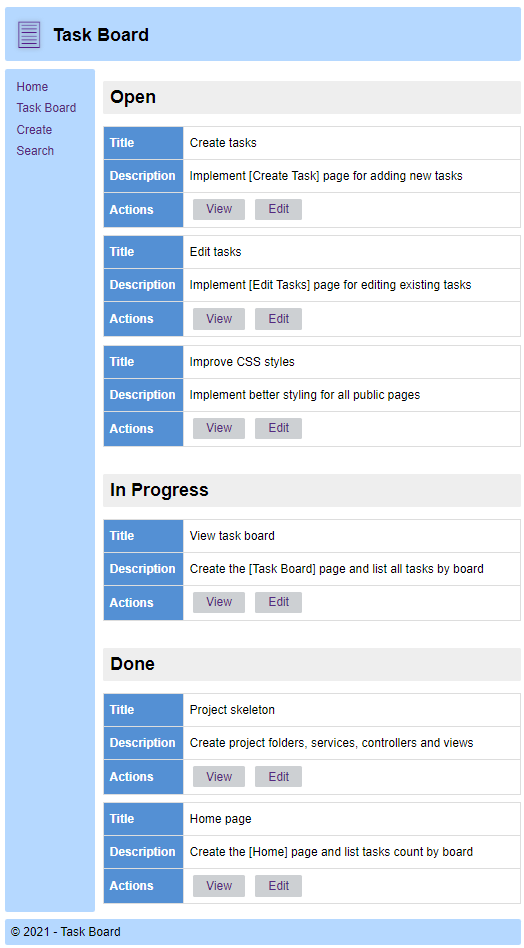 Task Board
Home
Task Board
Create
Search
Open
Title Create tasks
Description Implement [Create Task] page for adding new tasks
Actions View Edit
Title Edit tasks
Description Implement [Edit Tasks] page for editing existing tasks
Actions View Edit
Title Improve CSS styles
Description Implement better styling for all public pages
Actions View Edit
In Progress
Title View task board
Description Create the [Task Board] page and list all tasks by board
Actions View Edit
Done
Title Project skeleton
Description Create project folders, services, controllers and views
Actions View Edit
Title Home page
Description Create the [Home] page and list tasks count by board
Actions View Edit
© 2021 - Task Board